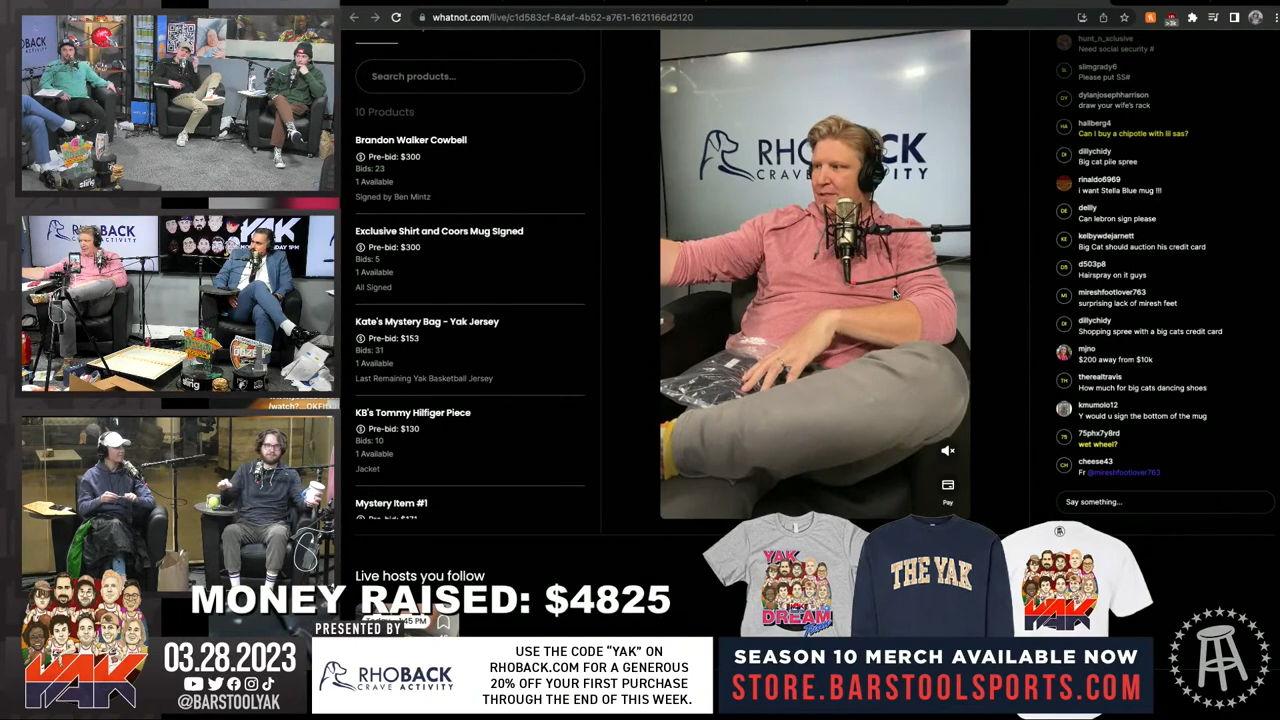 whatnot.com/live/c1d583cf-84af-4b52-a761-1621166d2120
Search products...
10 Products
Brandon Walker Cowbell
Pre-bid: $300
Bids: 23
1 Available
Signed by Ben Mintz
Exclusive Shirt and Coors Mug Signed
Pre-bid: $300
Bids: 5
1 Available
All Signed
Kate's Mystery Bag - Yak Jersey
Pre-bid: $153
Bids: 31
1 Available
Last Remaining Yak Basketball Jersey
KB's Tommy Hilfiger Piece
Pre-bid: $130
Bids: 10
1 Available
Jacket
Mystery Item #1
Pre-bid: $171
RHOBACK
CRAVE ACTIVITY
Pay
hunt_n_xclusive
Need social security #
slimgrady6
Please put SS#
dylanjosephharrison
draw your wife's rack
hallberg4
Can I buy a chipotle with lil sas?
dillychidy
Big cat pile spree
rinaldo6969
i want Stella Blue mug !!!
deilly
Can lebron sign please
kelbywdejarnett
Big Cat should auction his credit card
d503p8
Hairspray on it guys
mireshfootlover763
surprising lack of miresh feet
dillychidy
Shopping spree with a big cats credit card
mjno
$200 away from $10k
therealtravis
How much for big cats dancing shoes
kmumolo12
Y would u sign the bottom of the mug
75phx7y8rd
wet wheel?
cheese43
Fr @mireshfootlover763
Say something...
Live hosts you follow
MONEY RAISED: $4825
PRESENTED BY
YAK
03.28.2023
@BARSTOOLYAK
RHOBACK
CRAVE ACTIVITY
USE THE CODE “YAK” ON
RHOBACK.COM FOR A GENEROUS
20% OFF YOUR FIRST PURCHASE
THROUGH THE END OF THIS WEEK.
YAK
DREAM
THE YAK
YAK
SEASON 10 MERCH AVAILABLE NOW
STORE.BARSTOOLSPORTS.COM